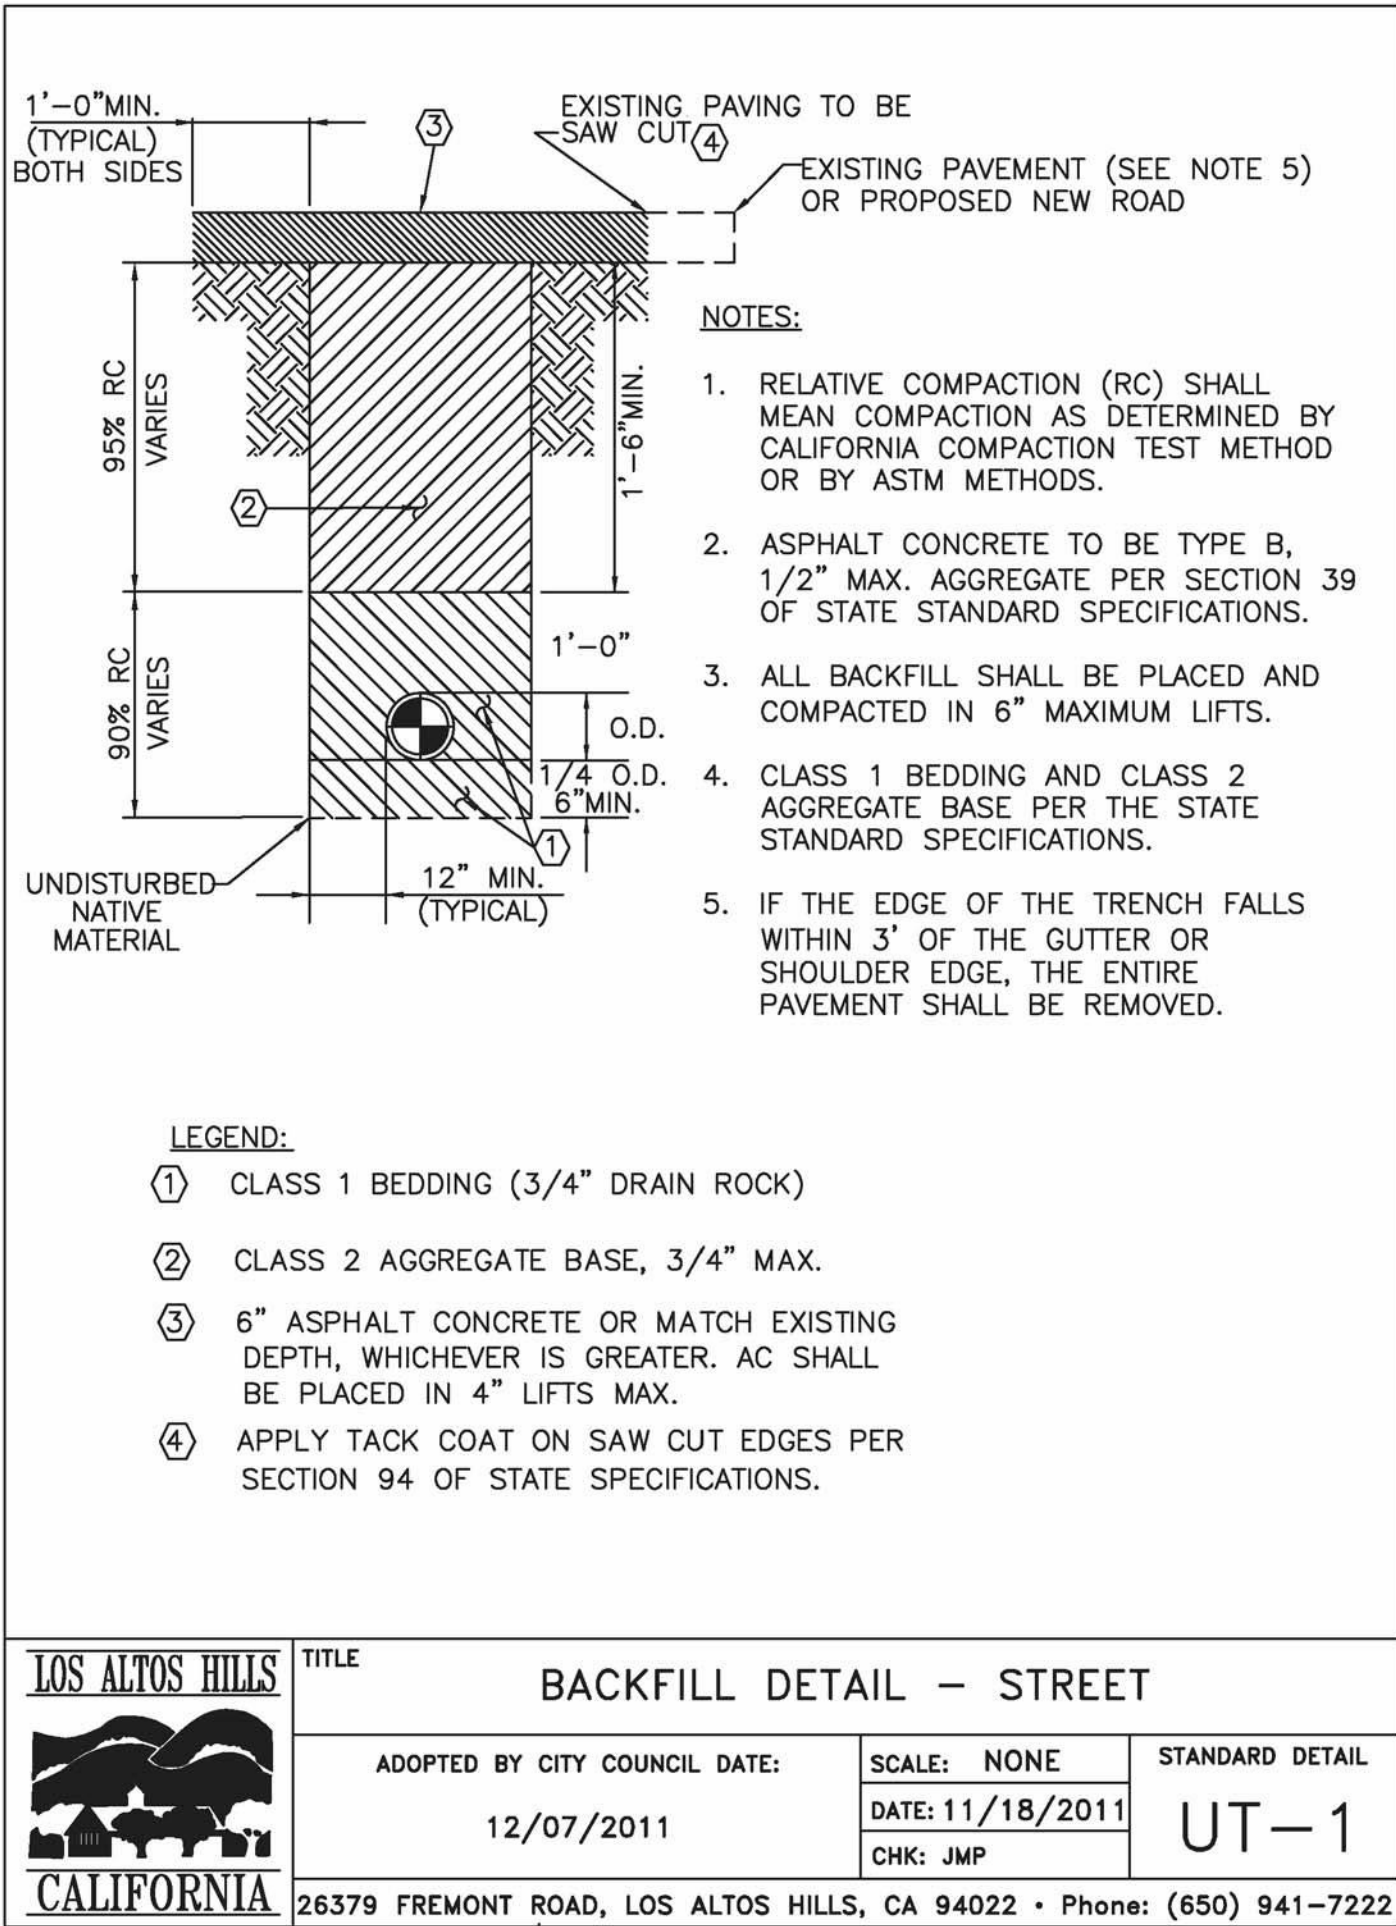 1'-0"MIN.
(TYPICAL)
BOTH SIDES
3
EXISTING PAVING TO BE
SAW CUT 4
EXISTING PAVEMENT (SEE NOTE 5)
OR PROPOSED NEW ROAD
95% RC
VARIES
2
1'-6"MIN.
90% RC
VARIES
1'-0"
O.D.
1/4 O.D.
6"MIN.
1
12" MIN.
(TYPICAL)
UNDISTURBED
NATIVE
MATERIAL
NOTES:
1. RELATIVE COMPACTION (RC) SHALL
MEAN COMPACTION AS DETERMINED BY
CALIFORNIA COMPACTION TEST METHOD
OR BY ASTM METHODS.
2. ASPHALT CONCRETE TO BE TYPE B,
1/2" MAX. AGGREGATE PER SECTION 39
OF STATE STANDARD SPECIFICATIONS.
3. ALL BACKFILL SHALL BE PLACED AND
COMPACTED IN 6" MAXIMUM LIFTS.
4. CLASS 1 BEDDING AND CLASS 2
AGGREGATE BASE PER THE STATE
STANDARD SPECIFICATIONS.
5. IF THE EDGE OF THE TRENCH FALLS
WITHIN 3' OF THE GUTTER OR
SHOULDER EDGE, THE ENTIRE
PAVEMENT SHALL BE REMOVED.
LEGEND:
1 CLASS 1 BEDDING (3/4" DRAIN ROCK)
2 CLASS 2 AGGREGATE BASE, 3/4" MAX.
3 6" ASPHALT CONCRETE OR MATCH EXISTING
DEPTH, WHICHEVER IS GREATER. AC SHALL
BE PLACED IN 4" LIFTS MAX.
4 APPLY TACK COAT ON SAW CUT EDGES PER
SECTION 94 OF STATE SPECIFICATIONS.
LOS ALTOS HILLS
CALIFORNIA
TITLE
BACKFILL DETAIL - STREET
ADOPTED BY CITY COUNCIL DATE:
12/07/2011
SCALE: NONE
DATE: 11/18/2011
CHK: JMP
STANDARD DETAIL
UT-1
26379 FREMONT ROAD, LOS ALTOS HILLS, CA 94022 • Phone: (650) 941-7222